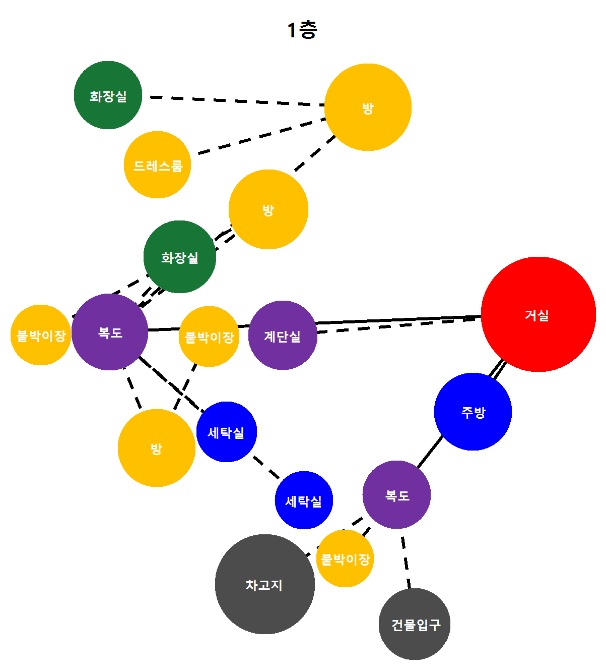 1층
화장실
방
드레스룸
방
화장실
거실
복도
붙박이장
붙박이장
계단실
주방
세탁실
방
복도
세탁실
붙박이장
차고지
건물입구